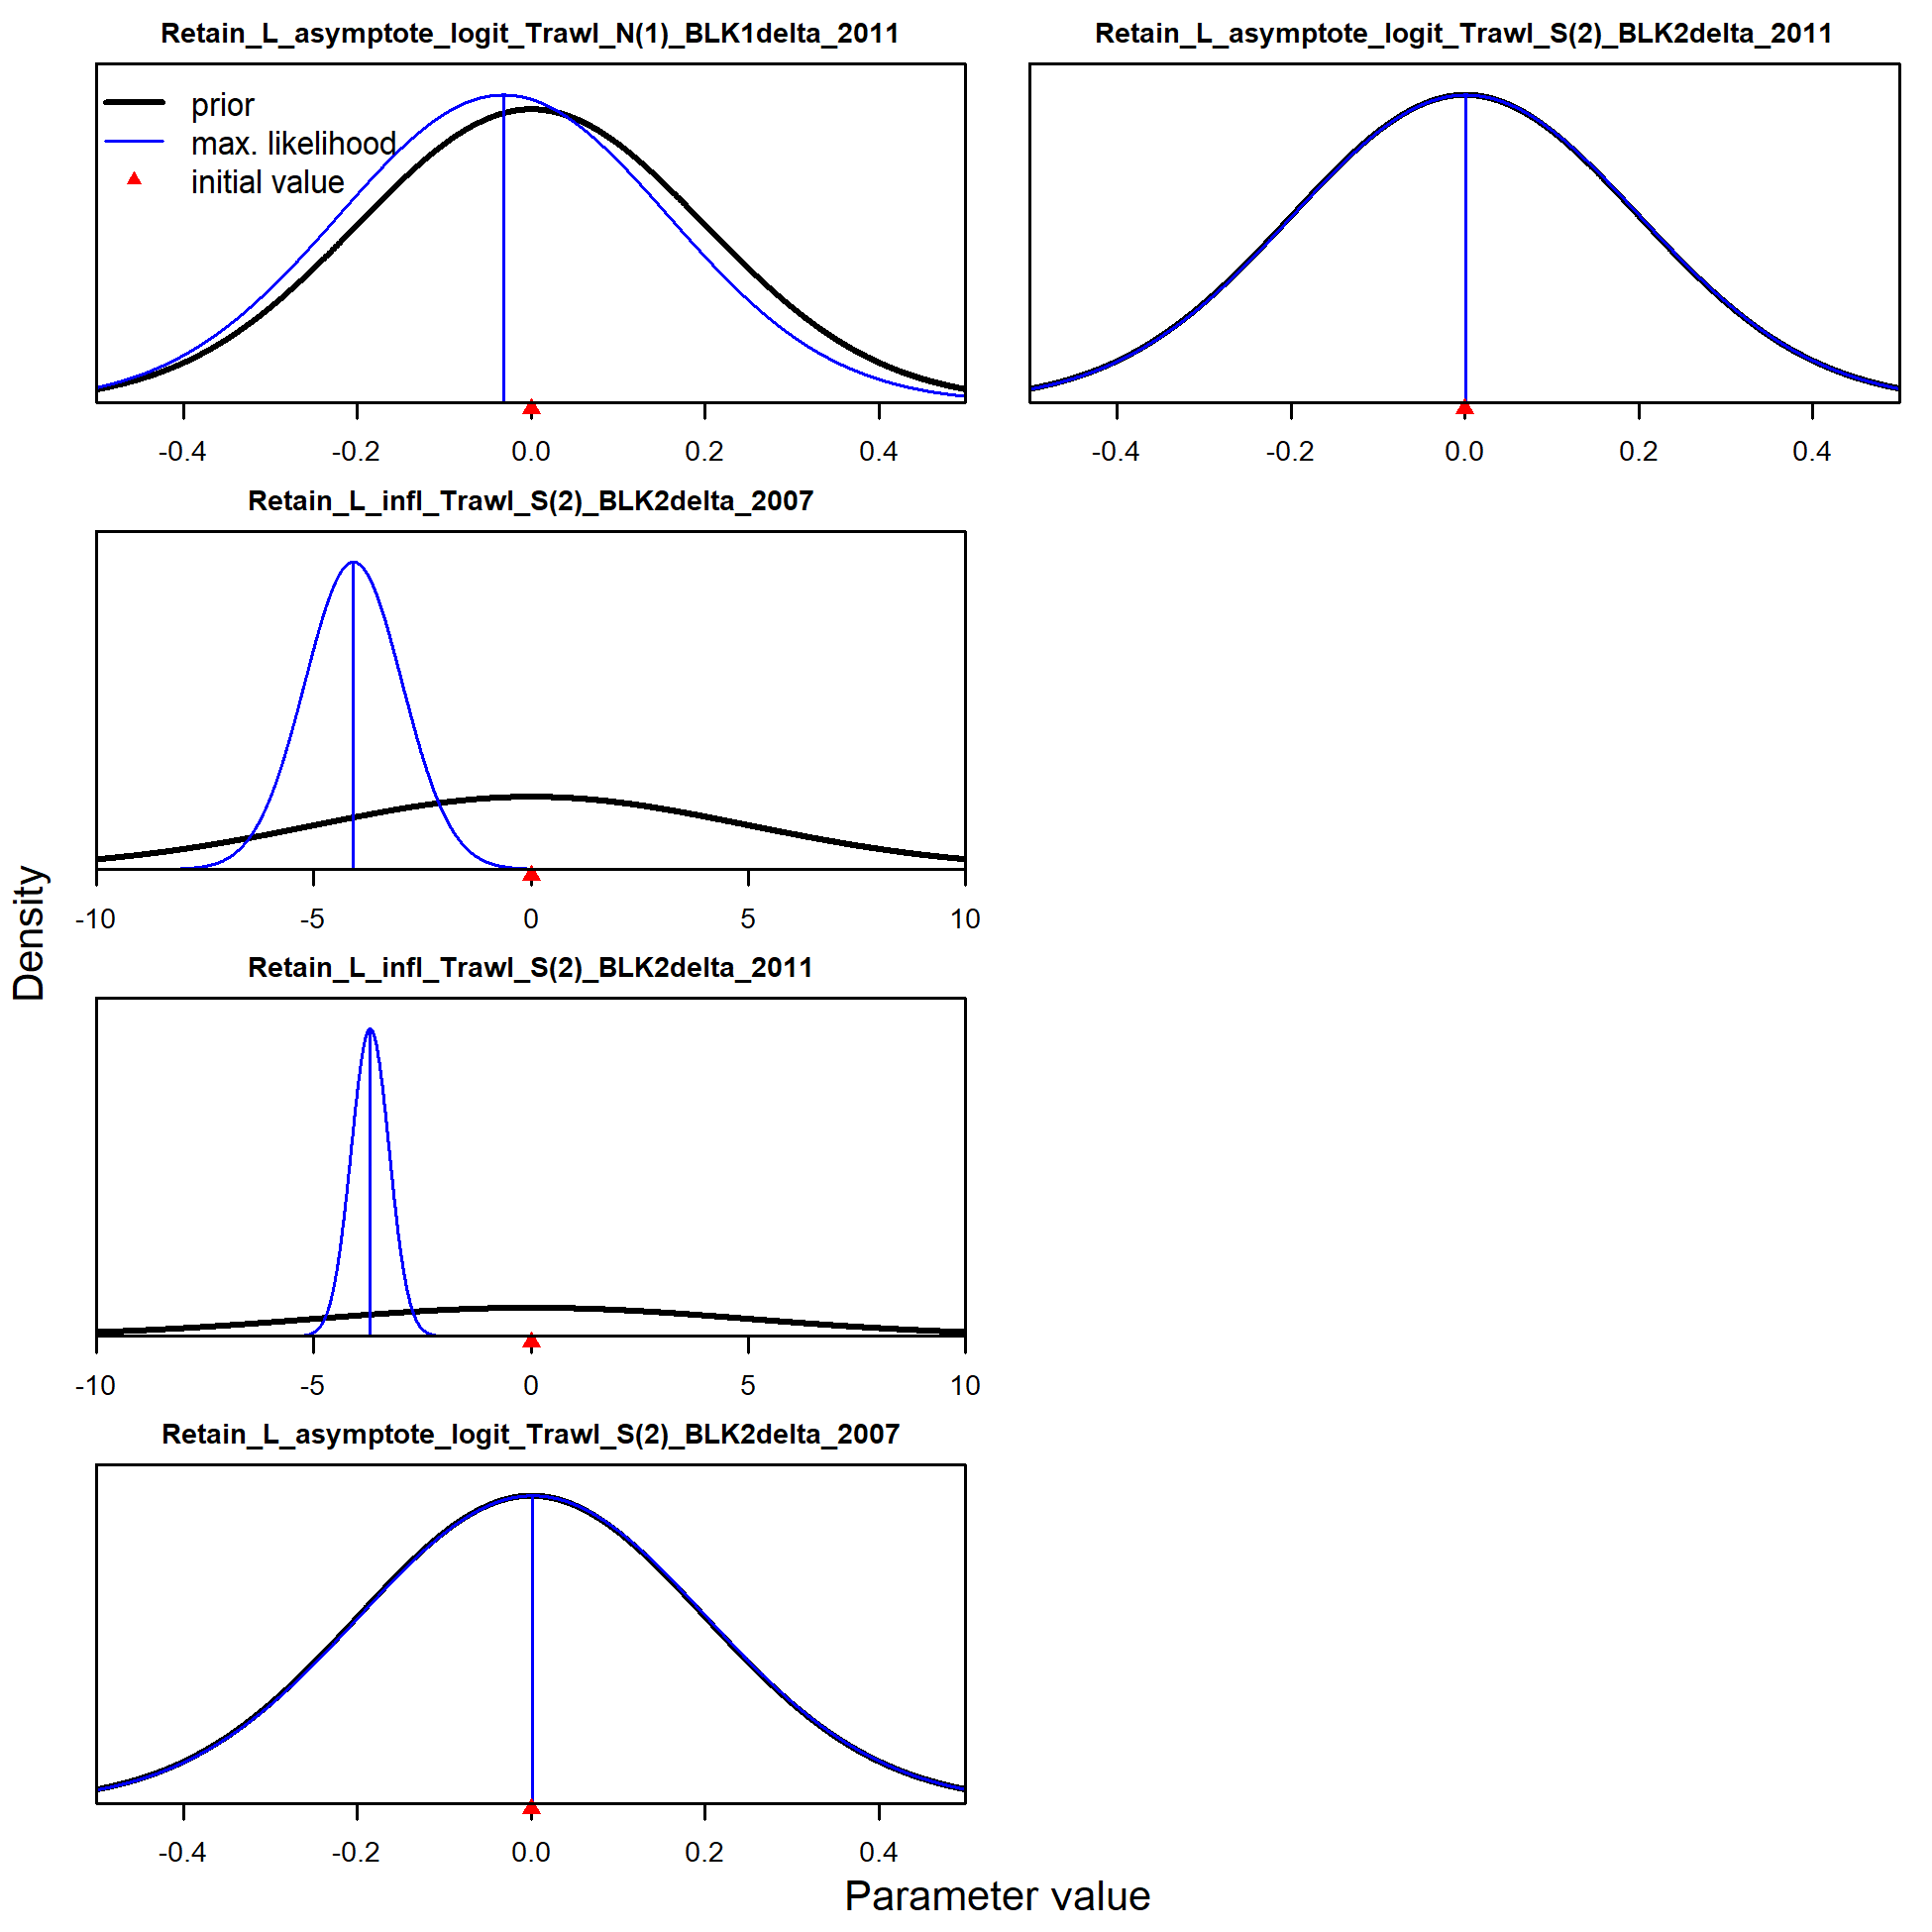 Retain_L_asymptote_logit_Trawl_N(1)_BLK1delta_2011
prior
max. likelihood
initial value
-0.4 -0.2 0.0 0.2 0.4
Retain_L_infl_Trawl_S(2)_BLK2delta_2007
-10 -5 0 5 10
Retain_L_infl_Trawl_S(2)_BLK2delta_2011
-10 -5 0 5 10
Retain_L_asymptote_logit_Trawl_S(2)_BLK2delta_2007
-0.4 -0.2 0.0 0.2 0.4
Retain_L_asymptote_logit_Trawl_S(2)_BLK2delta_2011
-0.4 -0.2 0.0 0.2 0.4
Density
Parameter value